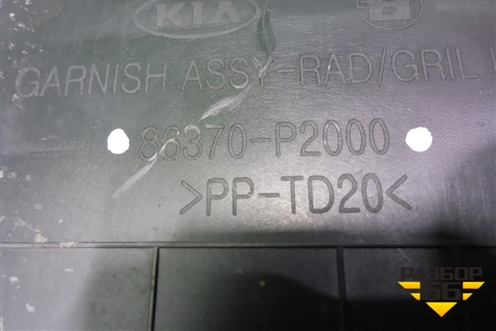 KIA
GARNISH ASSY-RAD/GRIL
86370-P2000
>PP-TD20<
РАЗБОР
66